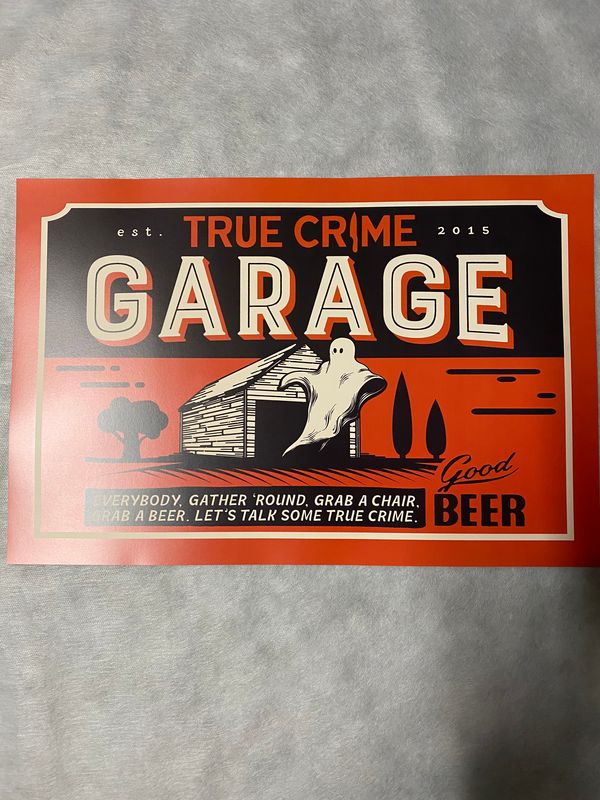 est. TRUE CRIME 2015
GARAGE
Good
BEER
EVERYBODY, GATHER 'ROUND, GRAB A CHAIR,
GRAB A BEER. LET'S TALK SOME TRUE CRIME.